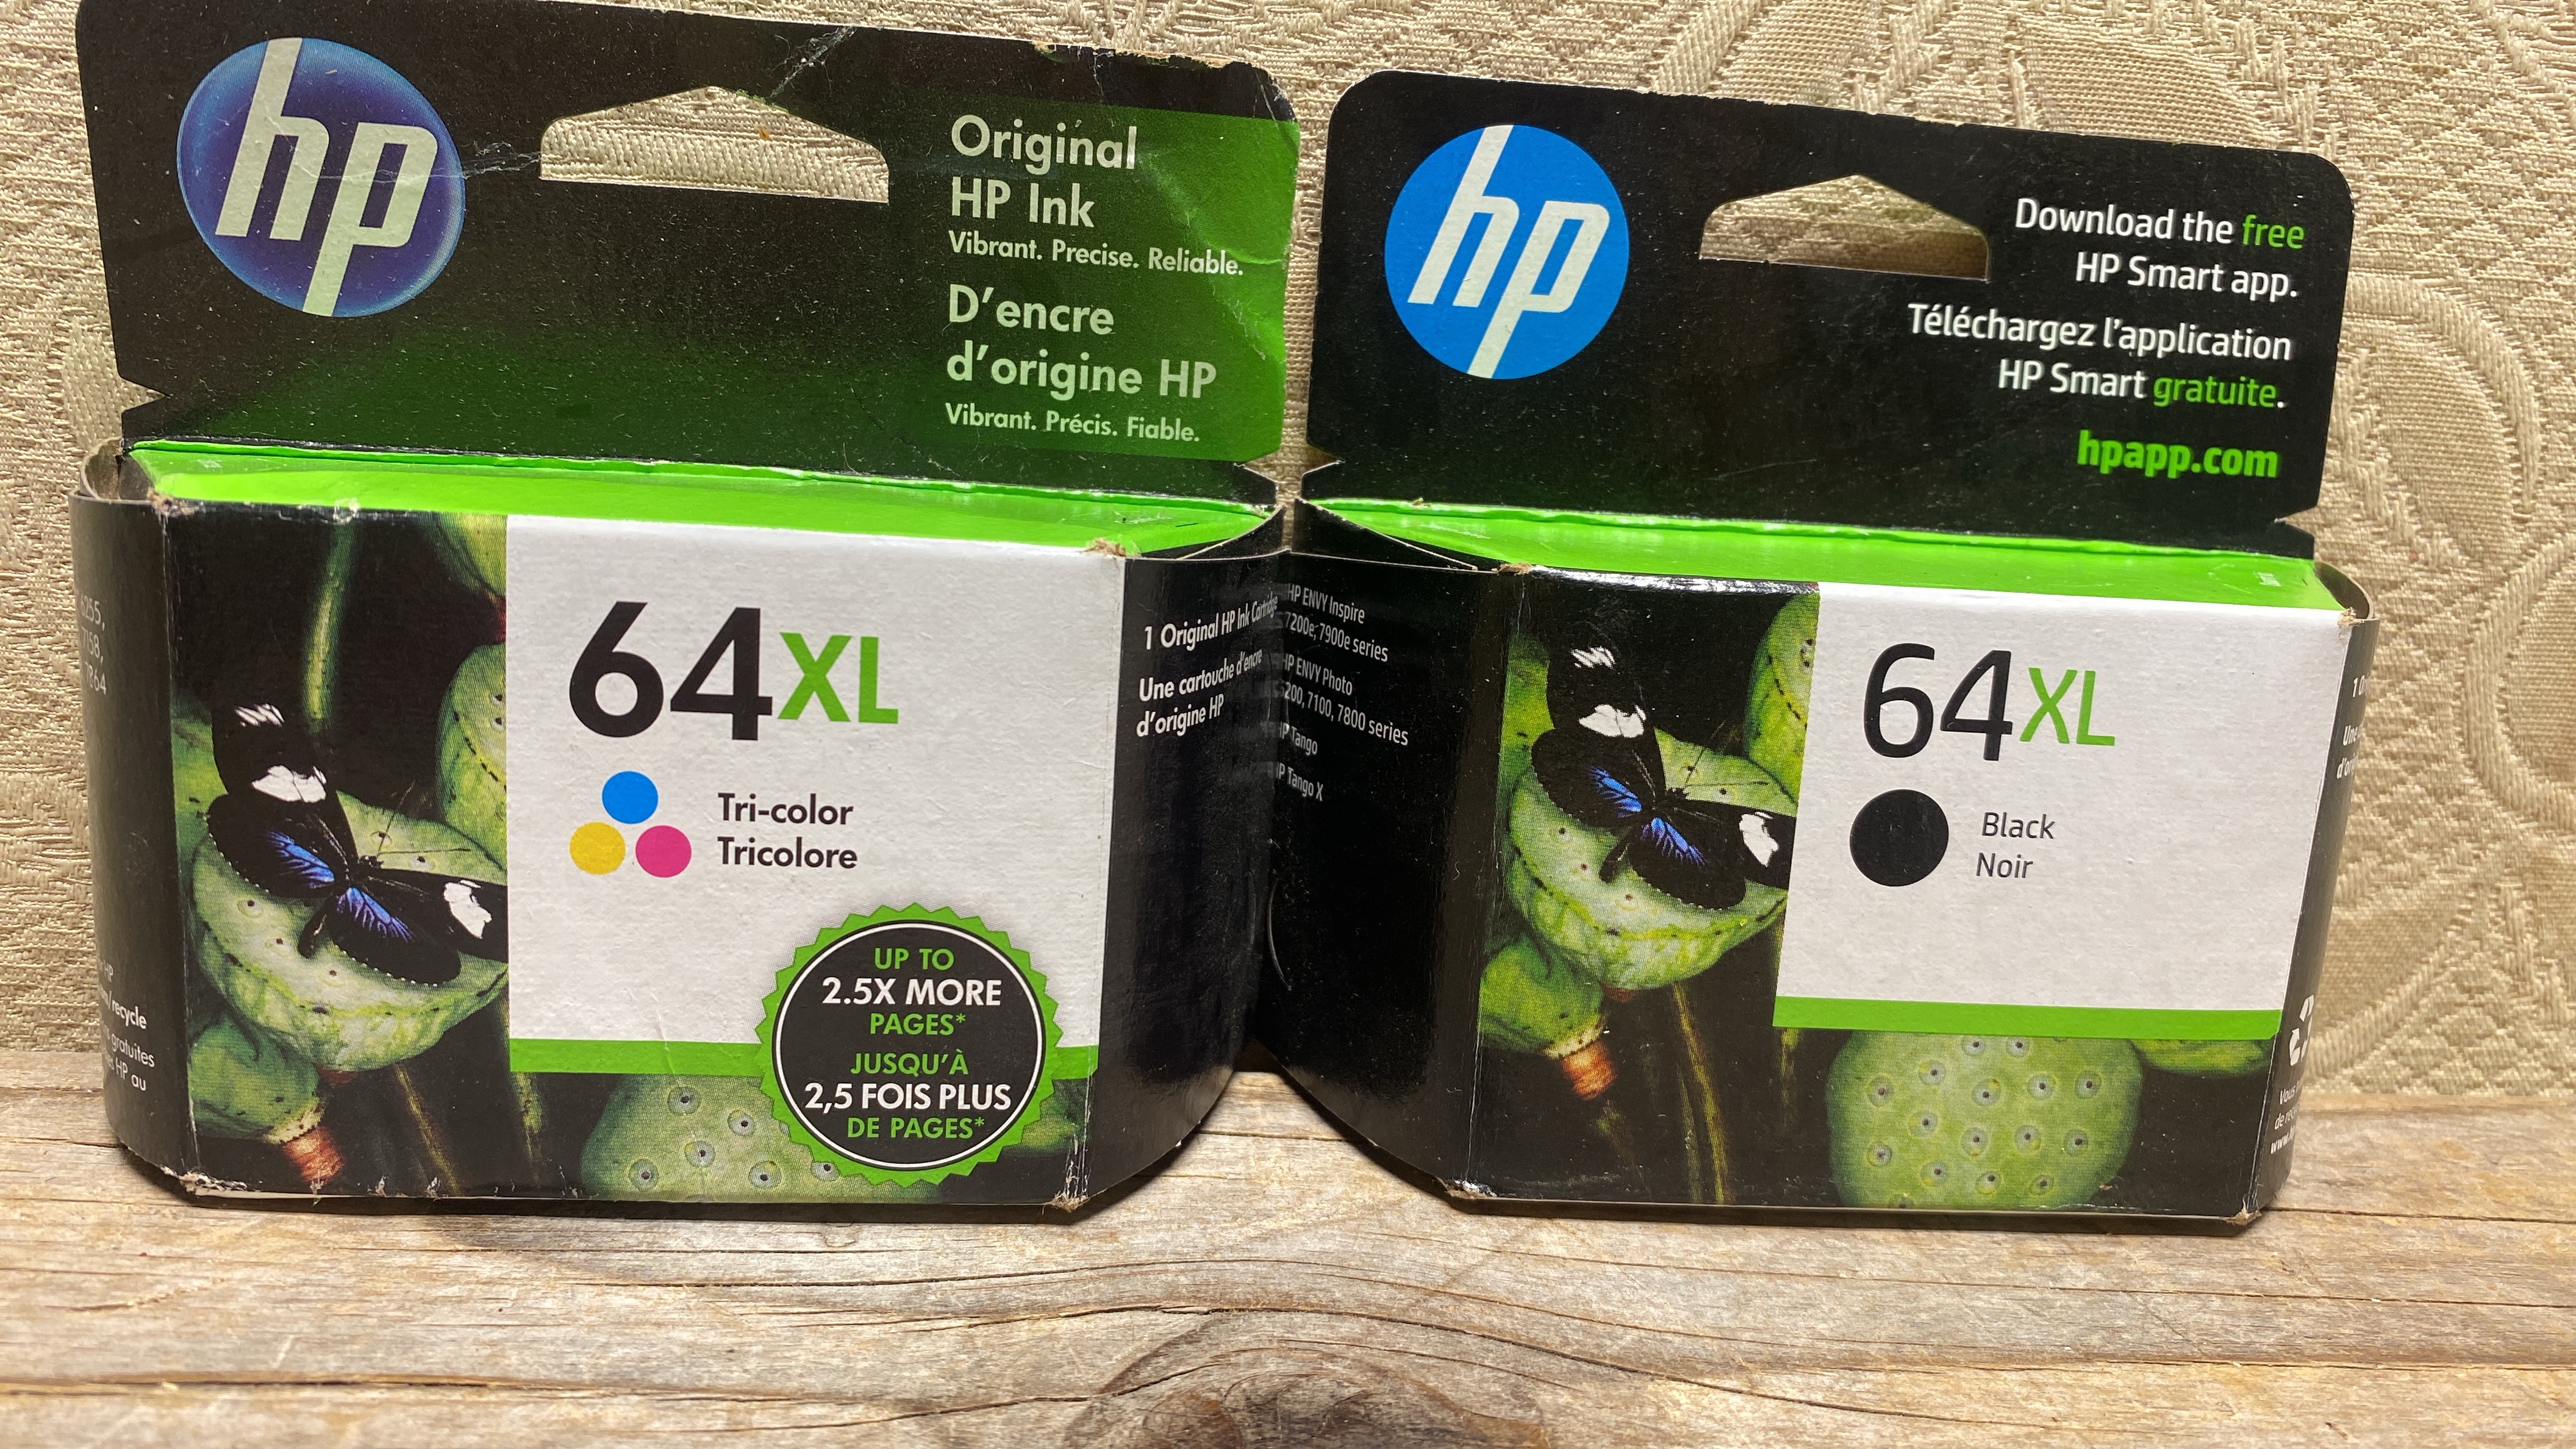 hp
Original
HP Ink
Vibrant. Precise. Reliable.
D'encre
d'origine HP
Vibrant. Précis. Fiable.
64XL
Tri-color
Tricolore
UP TO
2.5X MORE
PAGES*
JUSQU'À
2,5 FOIS PLUS
DE PAGES*
recycle
gratuites
HP au
1 Original HP Ink Cartridge
Une cartouche d'encre
d'origine HP
hp
Download the free
HP Smart app.
Téléchargez l'application
HP Smart gratuite.
hpapp.com
HP ENVY Inspire
7200e, 7900e series
HP ENVY Photo
7100, 7800 series
Tango
Tango X
64XL
Black
Noir